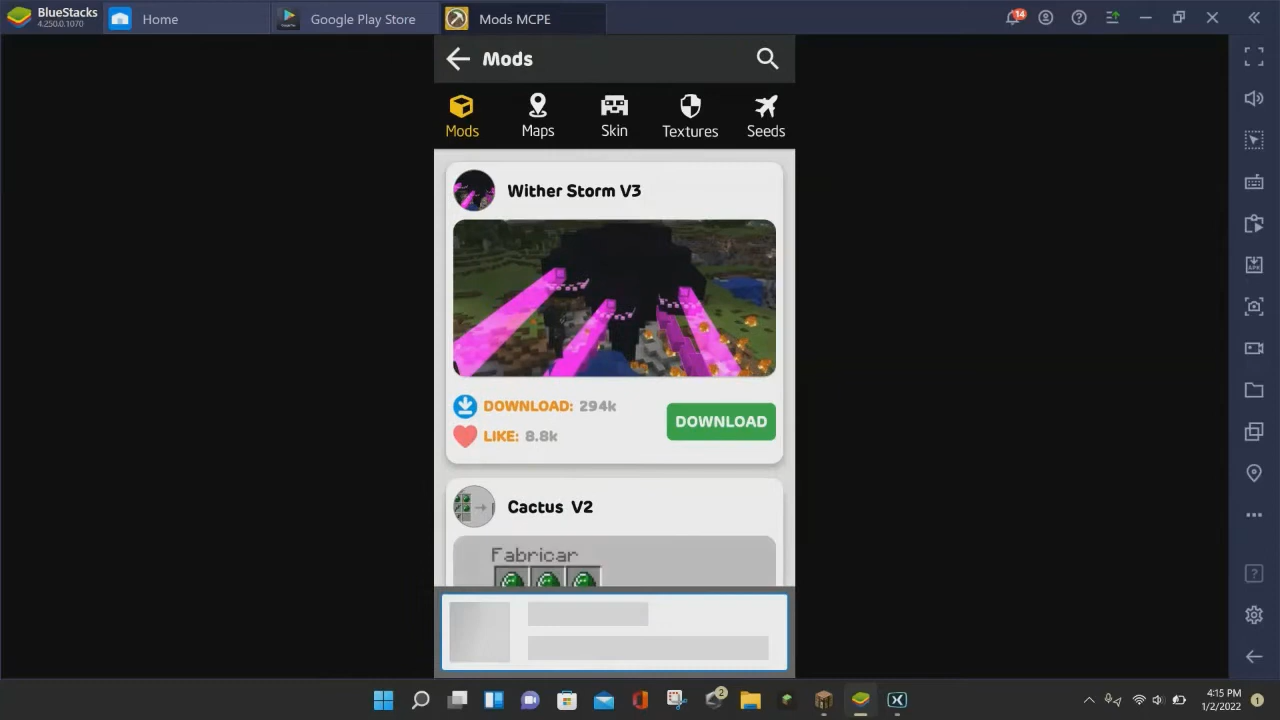 BlueStacks
4.250.0.1070
Home
Google Play Store
Mods MCPE
14
Mods
Mods
Maps
Skin
Textures
Seeds
Wither Storm V3
DOWNLOAD: 294k
LIKE: 8.8k
DOWNLOAD
Cactus V2
Fabricar
2
4:15 PM
1/2/2022
1